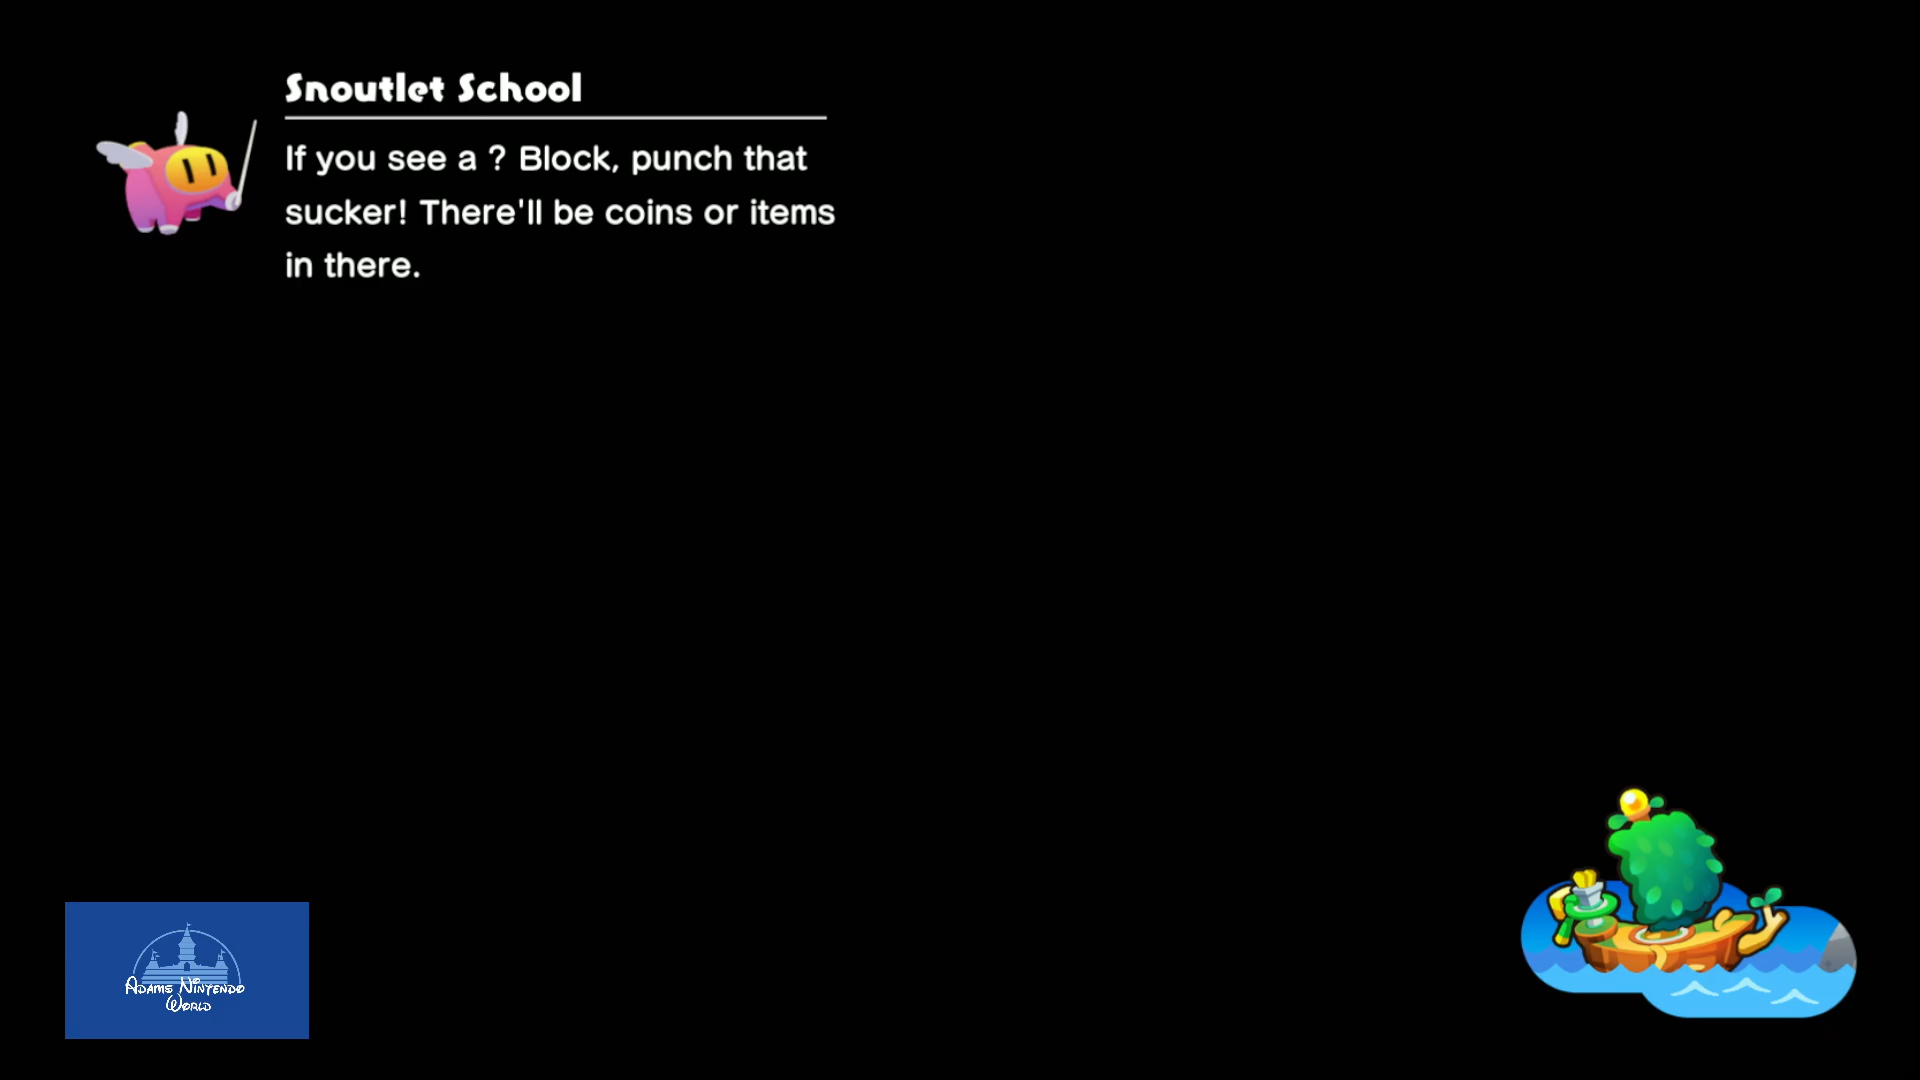 Snoutlet School
If you see a ? Block, punch that
sucker! There'll be coins or items
in there.
Adams Nintendo
World